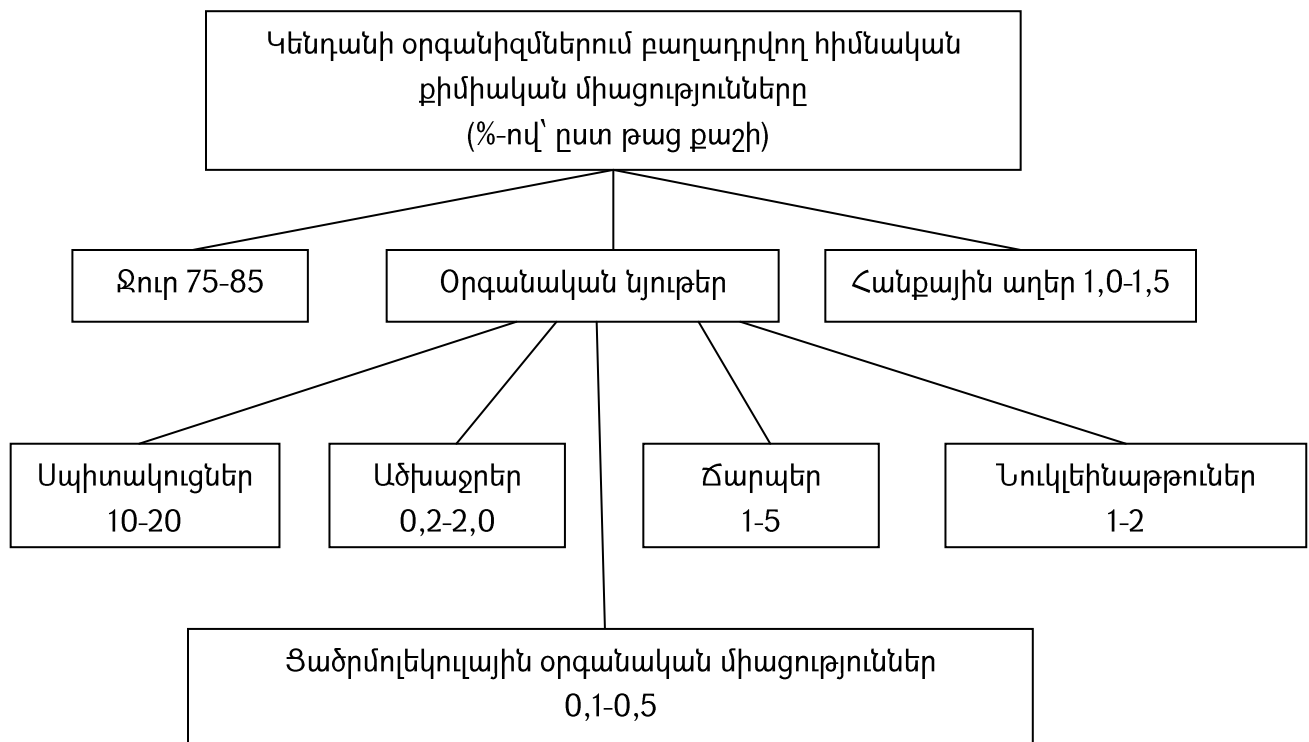 Կենդանի օրգանիզմներում բաղադրվող հիմնական
քիմիական միացությունները
(%-ով՝ ըստ թաց քաշի)
Ջուր 75-85
Օրգանական նյութեր
Հանքային աղեր 1,0-1,5
Սպիտակուցներ
10-20
Ածխաջրեր
0,2-2,0
Ճարպեր
1-5
Նուկլեինաթթուներ
1-2
Ցածրմոլեկուլային օրգանական միացություններ
0,1-0,5